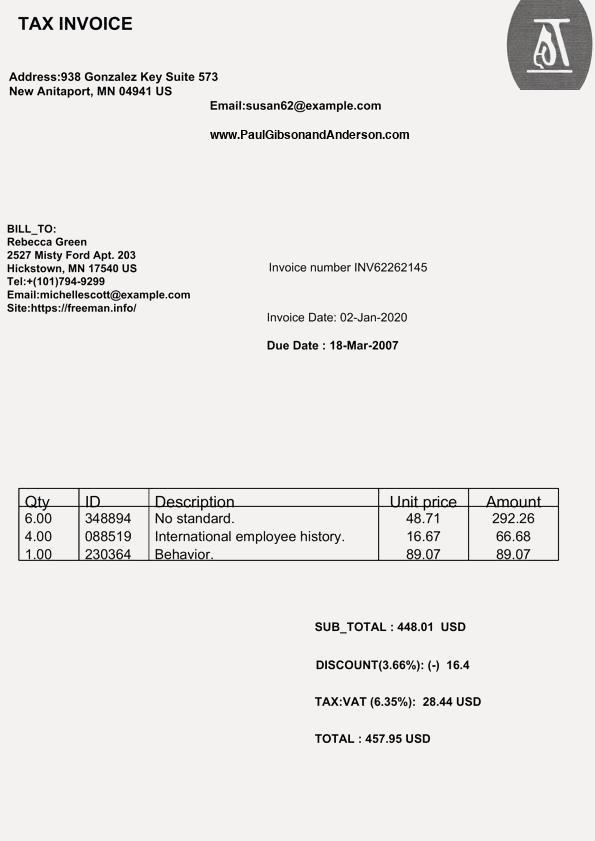 TAX INVOICE
Address:938 Gonzalez Key Suite 573
New Anitaport, MN 04941 US
Email:susan62@example.com
www.PaulGibsonandAnderson.com
BILL_TO:
Rebecca Green
2527 Misty Ford Apt. 203
Hickstown, MN 17540 US
Tel:+(101)794-9299
Email:michellescott@example.com
Site:https://freeman.info/
Invoice number INV62262145
Invoice Date: 02-Jan-2020
Due Date : 18-Mar-2007
Qty ID Description Unit price Amount
6.00 348894 No standard. 48.71 292.26
4.00 088519 International employee history. 16.67 66.68
1.00 230364 Behavior. 89.07 89.07
SUB_TOTAL : 448.01 USD
DISCOUNT(3.66%): (-) 16.4
TAX:VAT (6.35%): 28.44 USD
TOTAL : 457.95 USD